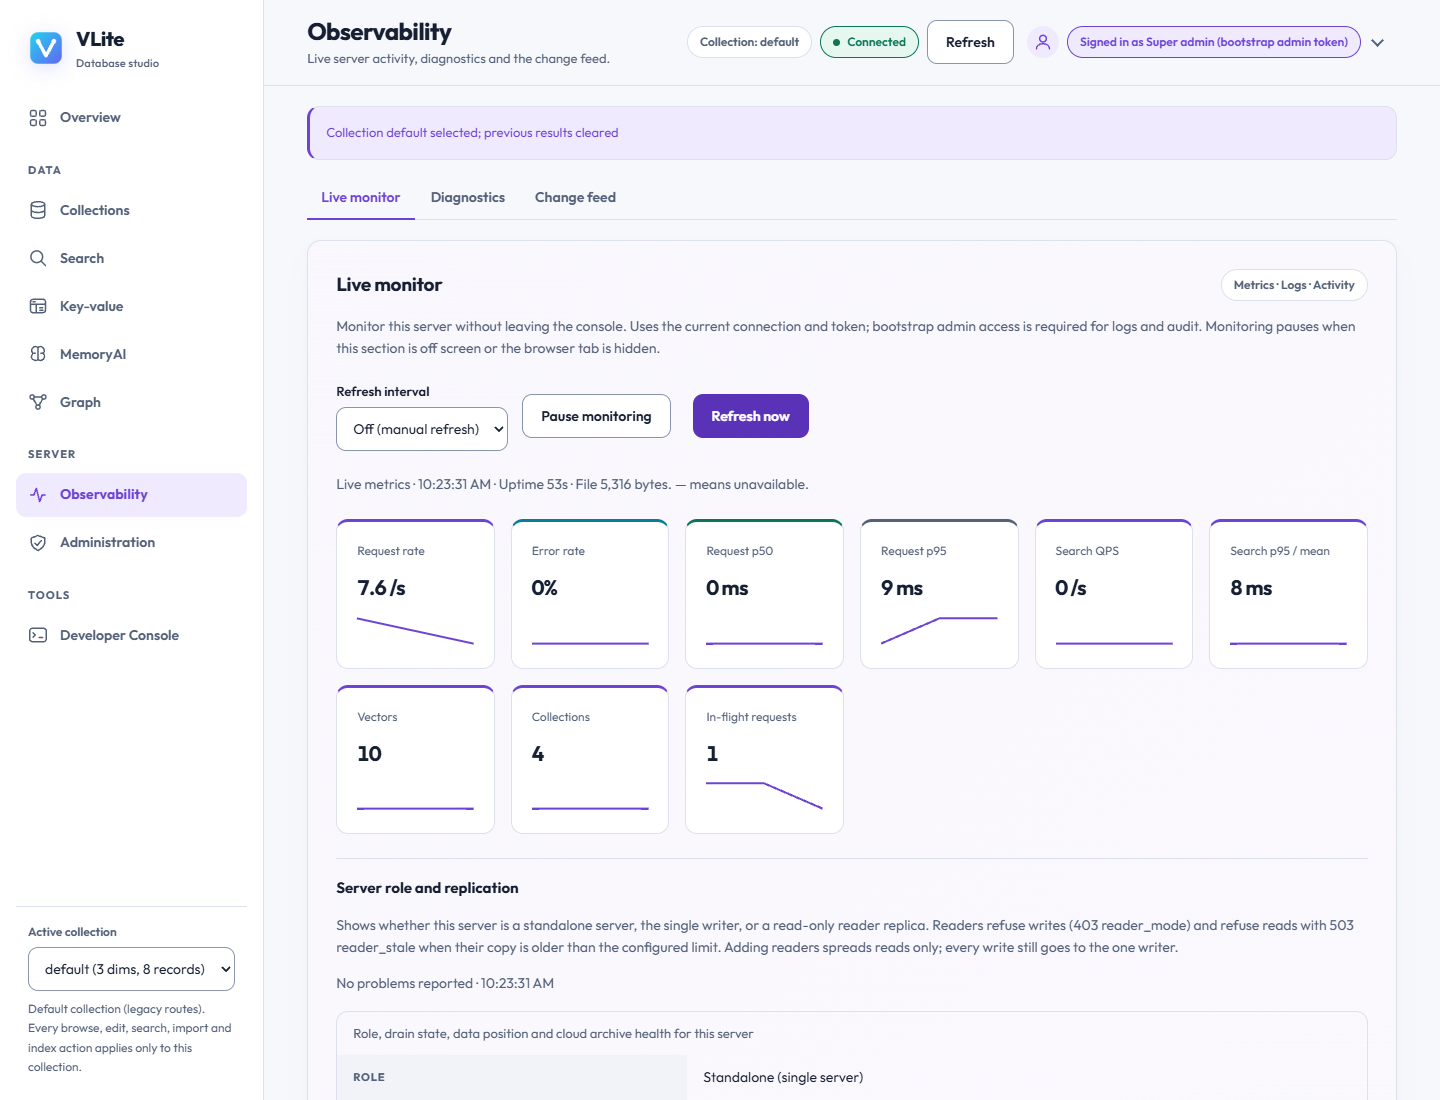 VLite
Database studio
Overview
DATA
Collections
Search
Key-value
MemoryAI
Graph
SERVER
Observability
Administration
TOOLS
Developer Console
Active collection
default (3 dims, 8 records)
Default collection (legacy routes).
Every browse, edit, search, import and
index action applies only to this
collection.
Observability
Live server activity, diagnostics and the change feed.
Collection: default
Connected
Refresh
Signed in as Super admin (bootstrap admin token)
Collection default selected; previous results cleared
Live monitor
Diagnostics
Change feed
Live monitor
Metrics · Logs · Activity
Monitor this server without leaving the console. Uses the current connection and token; bootstrap admin access is required for logs and audit. Monitoring pauses when
this section is off screen or the browser tab is hidden.
Refresh interval
Off (manual refresh)
Pause monitoring
Refresh now
Live metrics · 10:23:31 AM · Uptime 53s · File 5,316 bytes. — means unavailable.
Request rate
7.6 /s
Error rate
0%
Request p50
0 ms
Request p95
9 ms
Search QPS
0 /s
Search p95 / mean
8 ms
Vectors
10
Collections
4
In-flight requests
1
Server role and replication
Shows whether this server is a standalone server, the single writer, or a read-only reader replica. Readers refuse writes (403 reader_mode) and refuse reads with 503
reader_stale when their copy is older than the configured limit. Adding readers spreads reads only; every write still goes to the one writer.
No problems reported · 10:23:31 AM
Role, drain state, data position and cloud archive health for this server
ROLE
Standalone (single server)